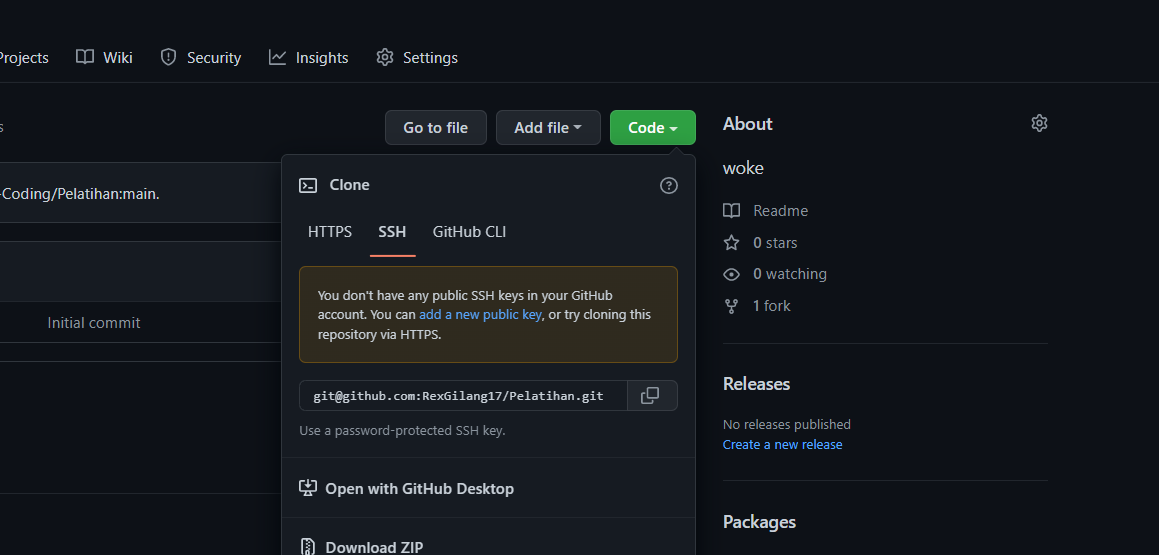 Projects
Wiki
Security
Insights
Settings
Go to file
Add file
Code
-Coding/Pelatihan:main.
Initial commit
Clone
HTTPS
SSH
GitHub CLI
You don't have any public SSH keys in your GitHub
account. You can add a new public key, or try cloning this
repository via HTTPS.
git@github.com:RexGilang17/Pelatihan.git
Use a password-protected SSH key.
Open with GitHub Desktop
Download ZIP
About
woke
Readme
0 stars
0 watching
1 fork
Releases
No releases published
Create a new release
Packages